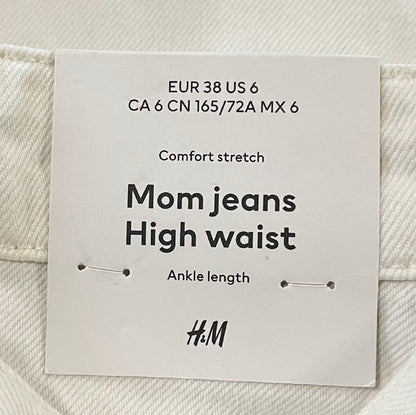 EUR 38 US 6
CA 6 CN 165/72A MX 6
Comfort stretch
Mom jeans
High waist
Ankle length
H&M